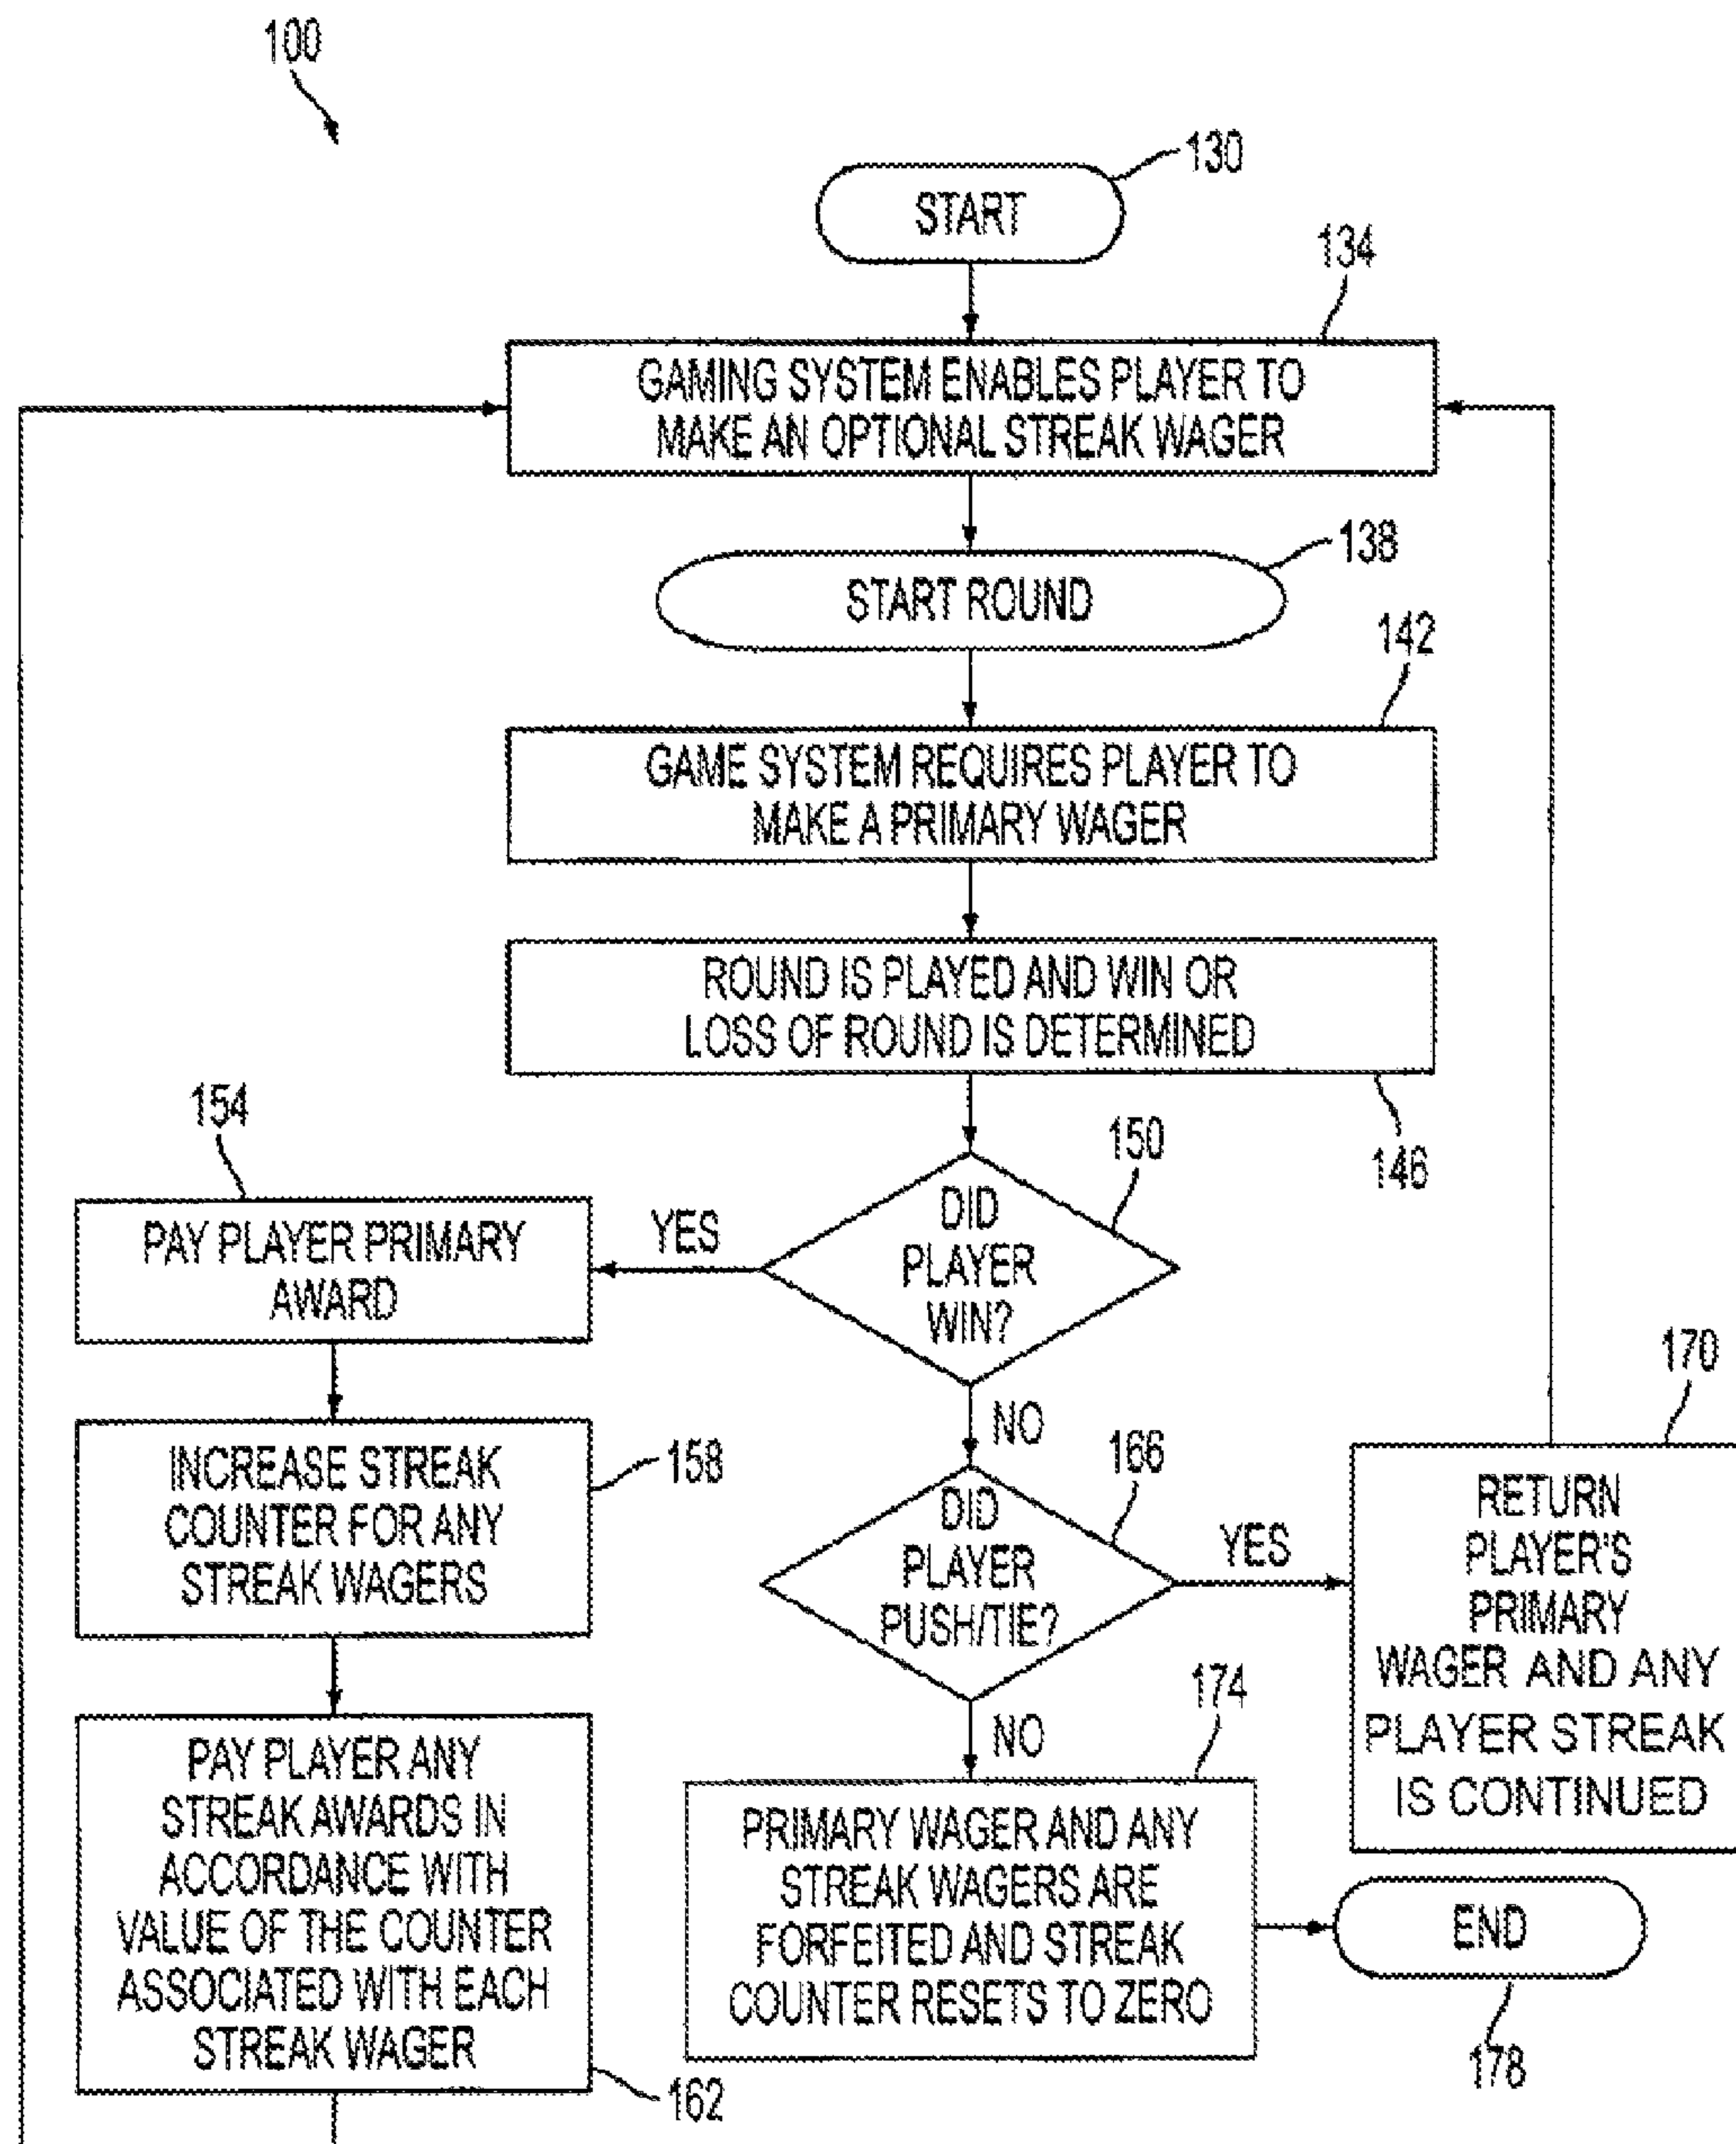 100
130
START
134
GAMING SYSTEM ENABLES PLAYER TO
MAKE AN OPTIONAL STREAK WAGER
138
START ROUND
142
GAME SYSTEM REQUIRES PLAYER TO
MAKE A PRIMARY WAGER
ROUND IS PLAYED AND WIN OR
LOSS OF ROUND IS DETERMINED
146
150
DID
PLAYER
WIN?
YES
154
PAY PLAYER PRIMARY
AWARD
INCREASE STREAK
COUNTER FOR ANY
STREAK WAGERS
158
PAY PLAYER ANY
STREAK AWARDS IN
ACCORDANCE WITH
VALUE OF THE COUNTER
ASSOCIATED WITH EACH
STREAK WAGER
162
NO
166
DID
PLAYER
PUSH/TIE?
YES
170
RETURN
PLAYER'S
PRIMARY
WAGER AND ANY
PLAYER STREAK
IS CONTINUED
NO
174
PRIMARY WAGER AND ANY
STREAK WAGERS ARE
FORFEITED AND STREAK
COUNTER RESETS TO ZERO
END
178